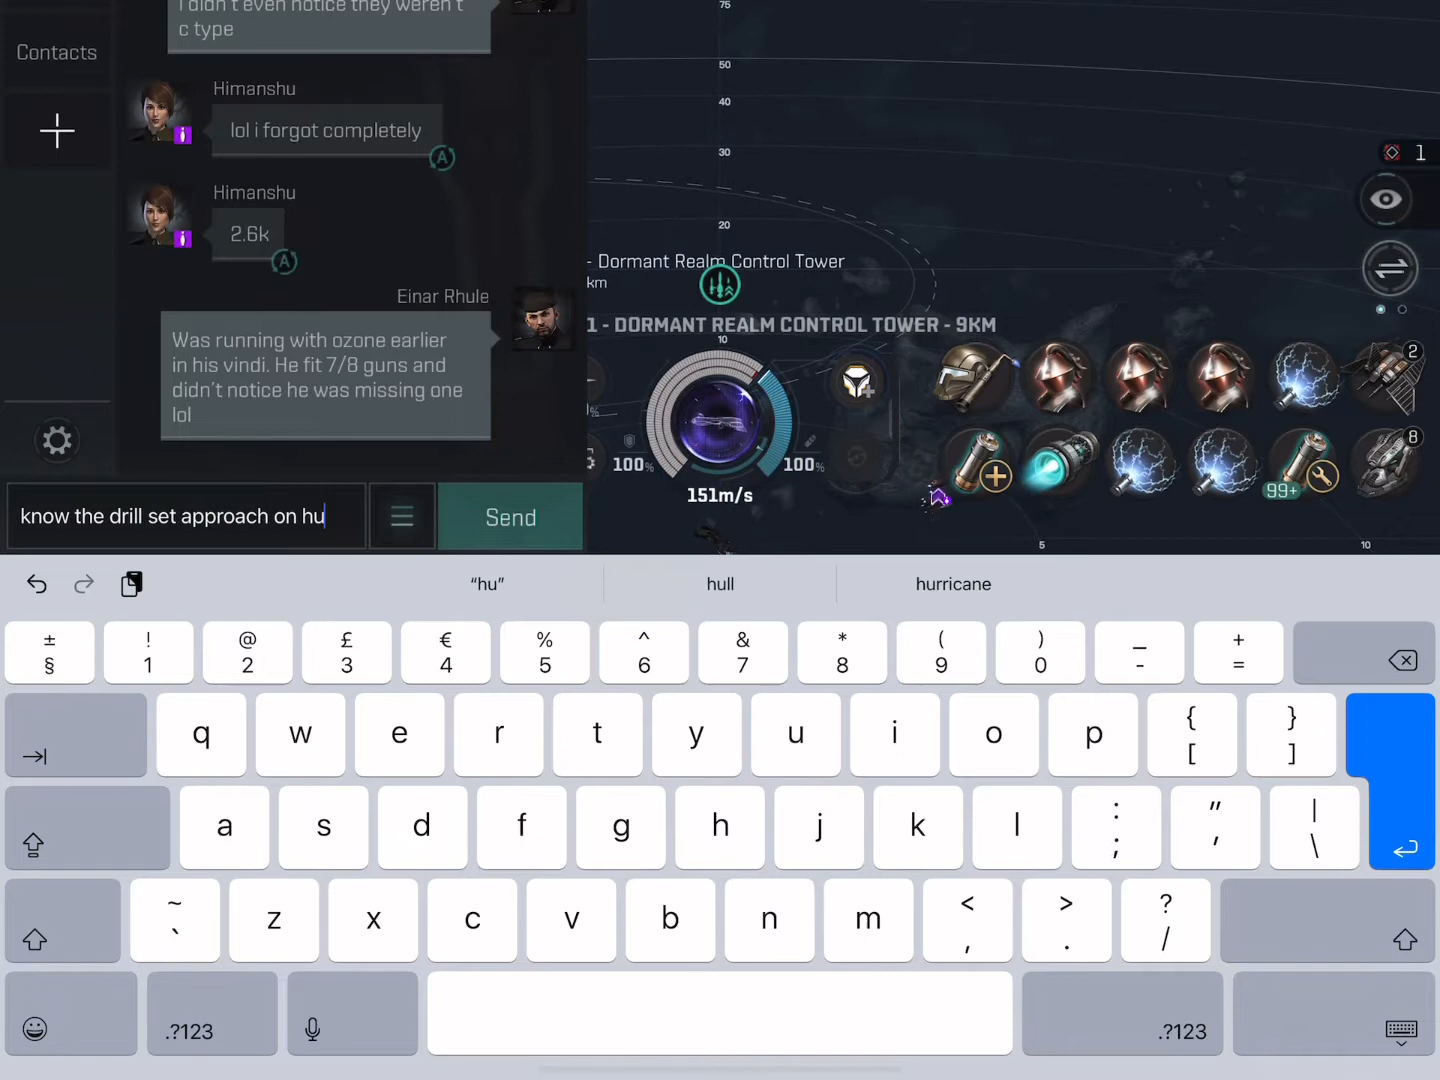 I didn't even notice they weren't
c type
Contacts
Himanshu
lol i forgot completely
A
Himanshu
2.6k
A
Einar Rhule
Was running with ozone earlier
in his vindi. He fit 7/8 guns and
didn't notice he was missing one
lol
know the drill set approach on hu
Send
75
50
40
30
20
- Dormant Realm Control Tower
km
1 - DORMANT REALM CONTROL TOWER - 9KM
10
1
2
8
99+
%
100%
100%
151m/s
5
10
“hu”
hull
hurricane
± ! @ £ € % ^ & * ( ) _ +
§ 1 2 3 4 5 6 7 8 9 0 - =
q w e r t y u i o p { [ } ]
a s d f g h j k l : ; " ' | \
~ ` z x c v b n m < , > . ? /
.?123
.?123